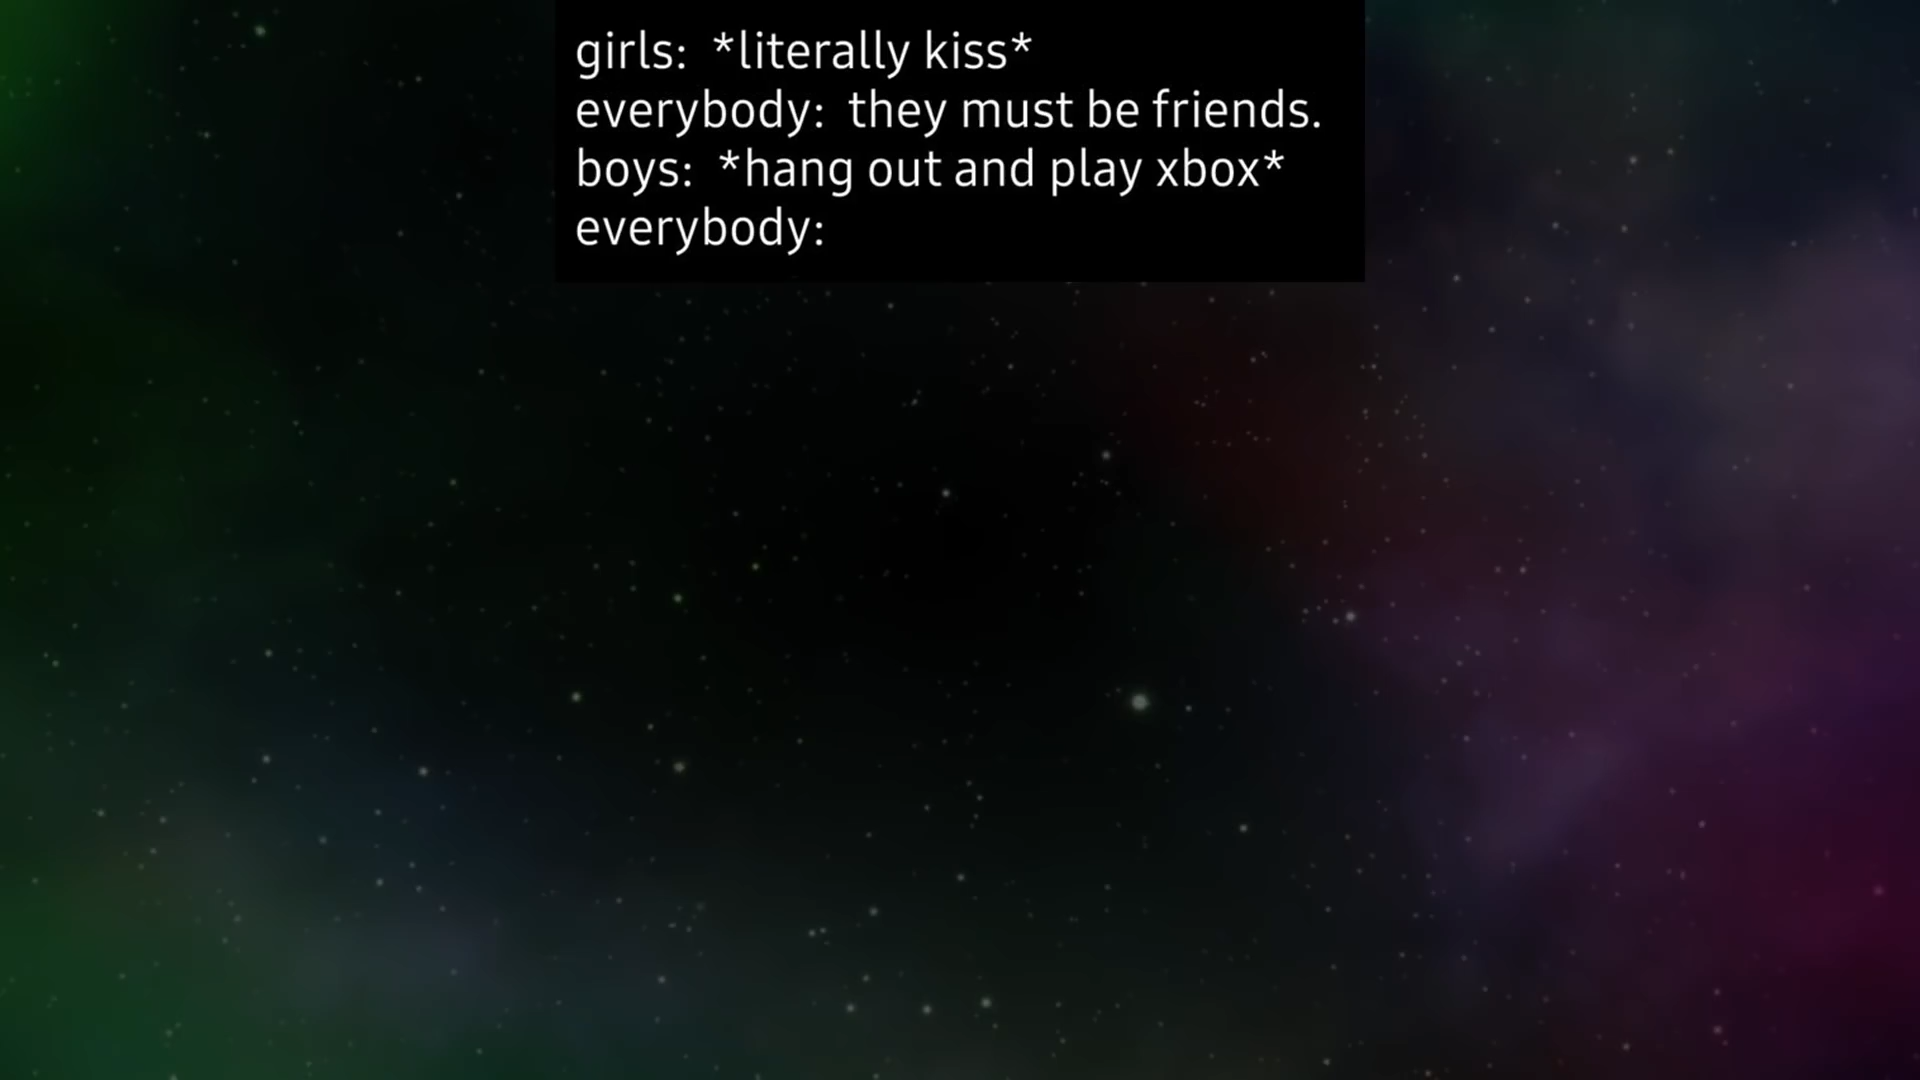 girls:  *literally kiss*
everybody:  they must be friends.
boys:  *hang out and play xbox*
everybody: